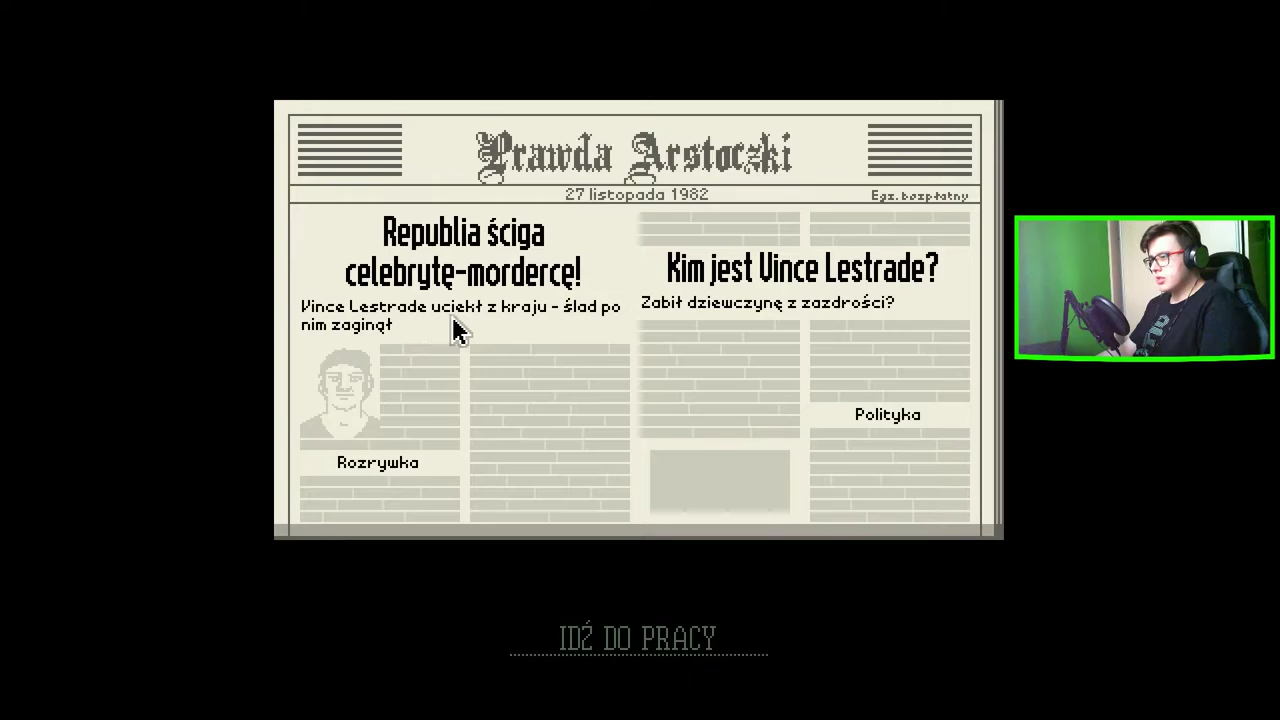 Prawda Arstoczki
27 listopada 1982
Egz. bezpłatny
Republia ściga
celebrytę-mordercę!
Vince Lestrade uciekł z kraju - ślad po
nim zaginął
Rozrywka
Kim jest Vince Lestrade?
Zabił dziewczynę z zazdrości?
Polityka
IDŹ DO PRACY